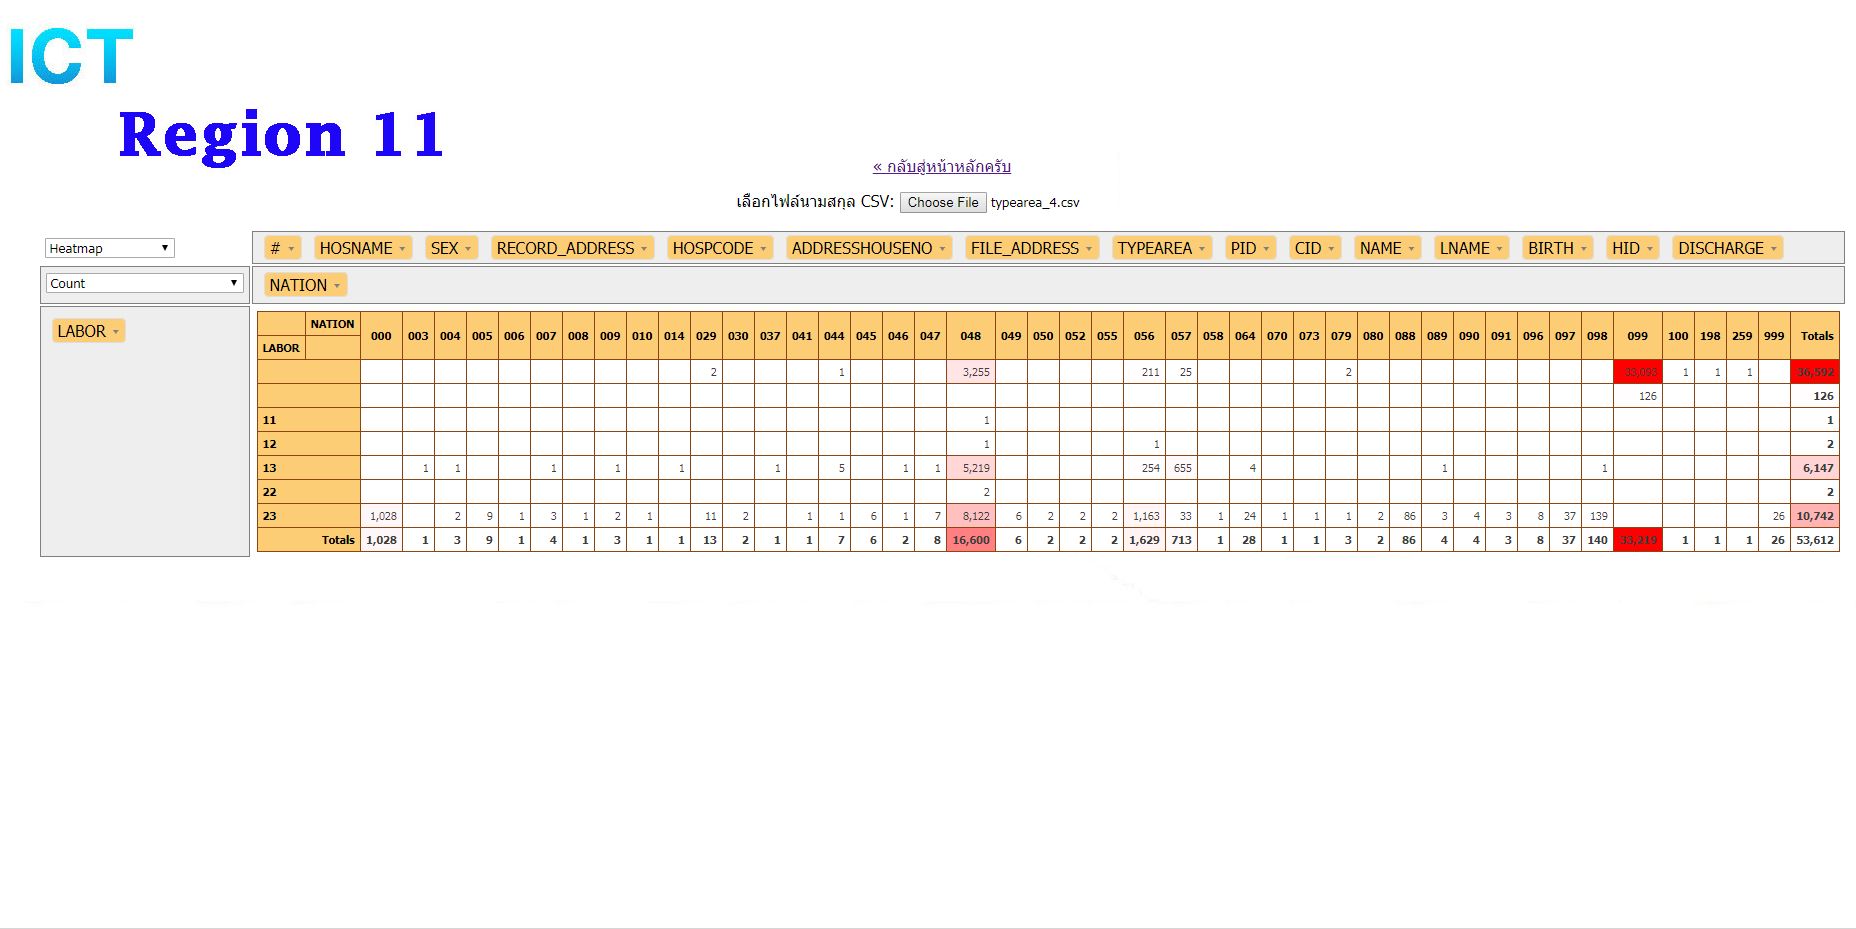 ICT
Region 11
« กลับสู่หน้าหลักครับ
เลือกไฟล์นามสกุล CSV: Choose File typearea_4.csv
Heatmap # HOSNAME SEX RECORD_ADDRESS HOSPCODE ADDRESSHOUSENO FILE_ADDRESS TYPEAREA PID CID NAME LNAME BIRTH HID DISCHARGE
Count NATION
LABOR
NATION 000 003 004 005 006 007 008 009 010 014 029 030 037 041 044 045 046 047 048 049 050 052 055 056 057 058 064 070 073 079 080 088 089 090 091 096 097 098 099 100 198 259 999 Totals
LABOR
2 1 3,255 211 25 2 33,093 1 1 1 36,592
126 126
11 1 1
12 1 1 2
13 1 1 1 1 1 1 5 1 1 5,219 254 655 4 1 1 6,147
22 2 2
23 1,028 2 9 1 3 1 2 1 11 2 1 1 6 1 7 8,122 6 2 2 2 1,163 33 1 24 1 1 1 2 86 3 4 3 8 37 139 26 10,742
Totals 1,028 1 3 9 1 4 1 3 1 1 13 2 1 1 7 6 2 8 16,600 6 2 2 2 1,629 713 1 28 1 1 3 2 86 4 4 3 8 37 140 33,219 1 1 1 26 53,612